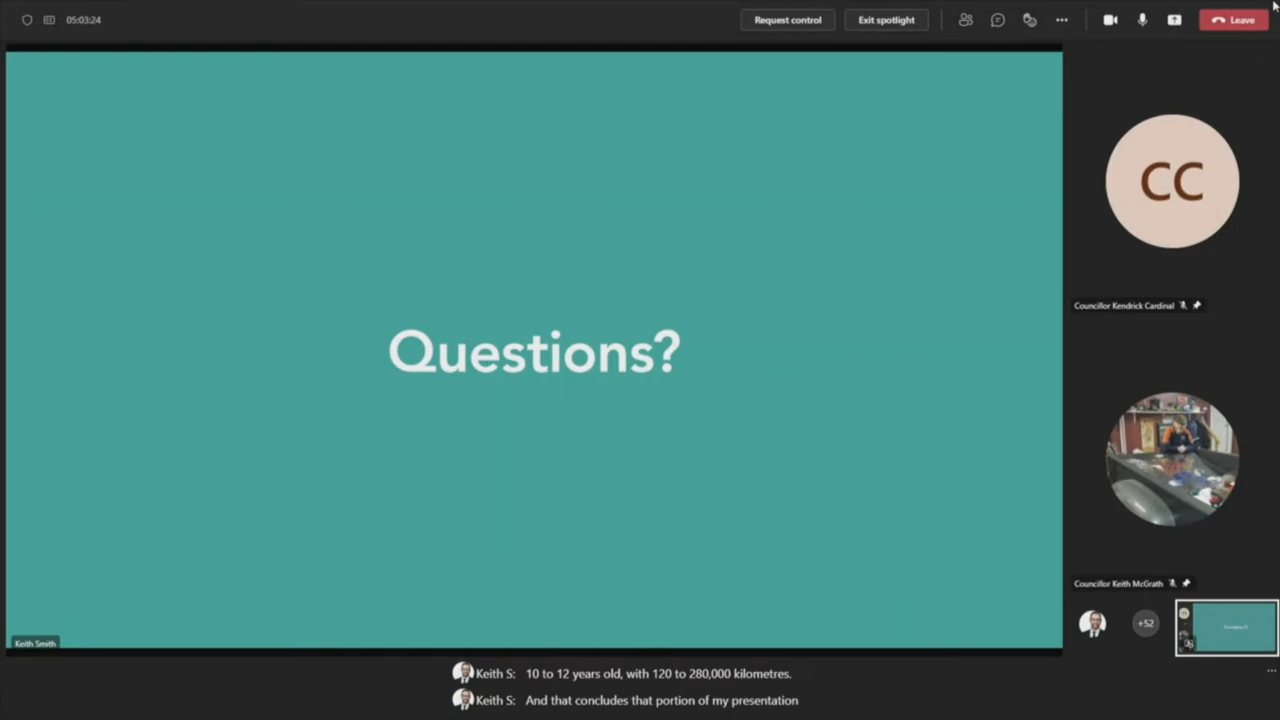 05:03:24
Request control
Exit spotlight
Leave
Questions?
CC
Councillor Kendrick Cardinal
Councillor Keith McGrath
+52
Keith Smith
Keith S: 10 to 12 years old, with 120 to 280,000 kilometres.
Keith S: And that concludes that portion of my presentation